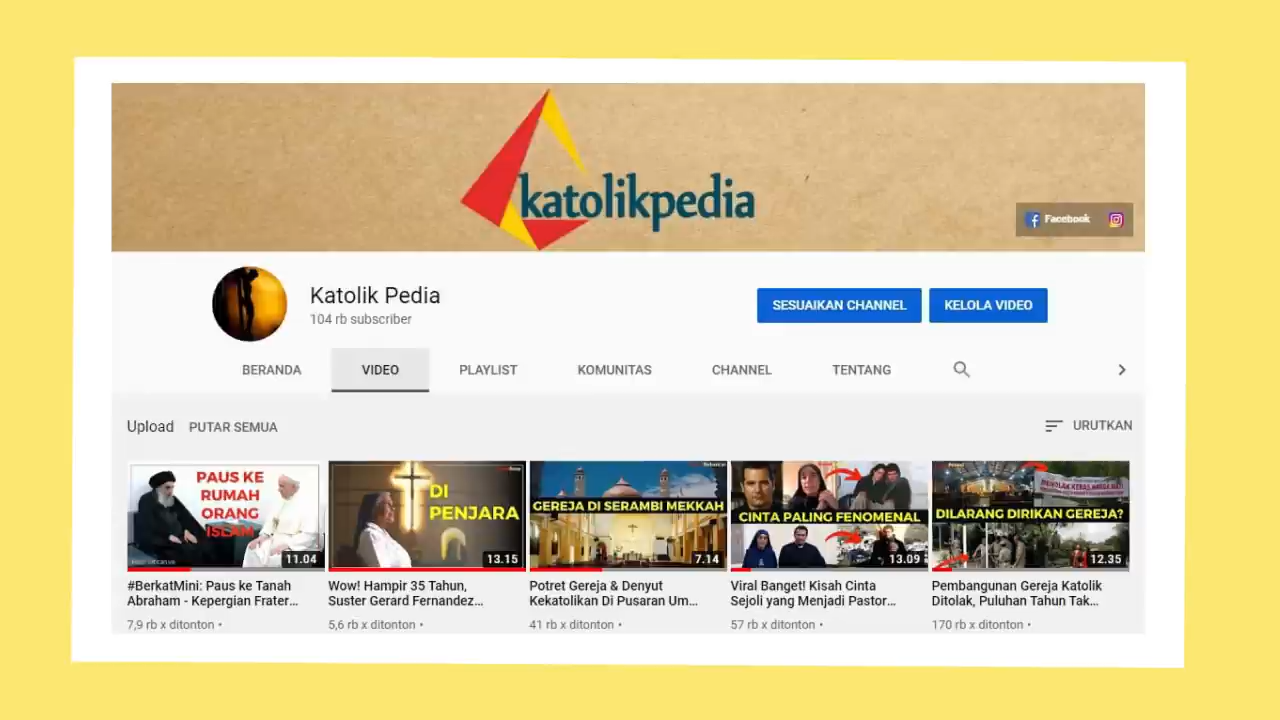 katolikpedia
Facebook
Katolik Pedia
104 rb subscriber
SESUAIKAN CHANNEL
KELOLA VIDEO
BERANDA
VIDEO
PLAYLIST
KOMUNITAS
CHANNEL
TENTANG
Upload
PUTAR SEMUA
URUTKAN
PAUS KE
RUMAH
ORANG
ISLAM
11.04
DI
PENJARA
13.15
GEREJA DI SERAMBI MEKKAH
7.14
CINTA PALING FENOMENAL
13.09
DILARANG DIRIKAN GEREJA?
12.35
#BerkatMini: Paus ke Tanah
Abraham - Kepergian Frater...
7,9 rb x ditonton •
Wow! Hampir 35 Tahun,
Suster Gerard Fernandez...
5,6 rb x ditonton •
Potret Gereja & Denyut
Kekatolikan Di Pusaran Um...
41 rb x ditonton •
Viral Banget! Kisah Cinta
Sejoli yang Menjadi Pastor...
57 rb x ditonton •
Pembangunan Gereja Katolik
Ditolak, Puluhan Tahun Tak...
170 rb x ditonton •